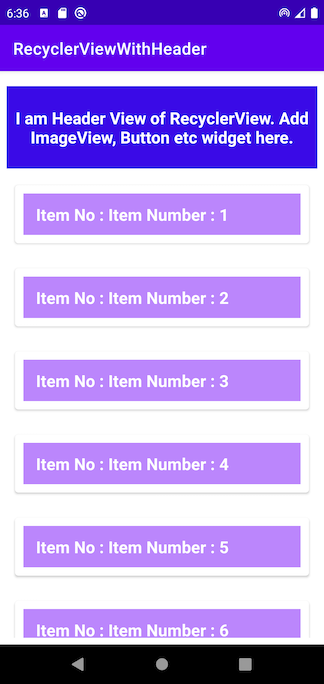 6:36
RecyclerViewWithHeader
I am Header View of RecyclerView. Add
ImageView, Button etc widget here.
Item No : Item Number : 1
Item No : Item Number : 2
Item No : Item Number : 3
Item No : Item Number : 4
Item No : Item Number : 5
Item No : Item Number : 6